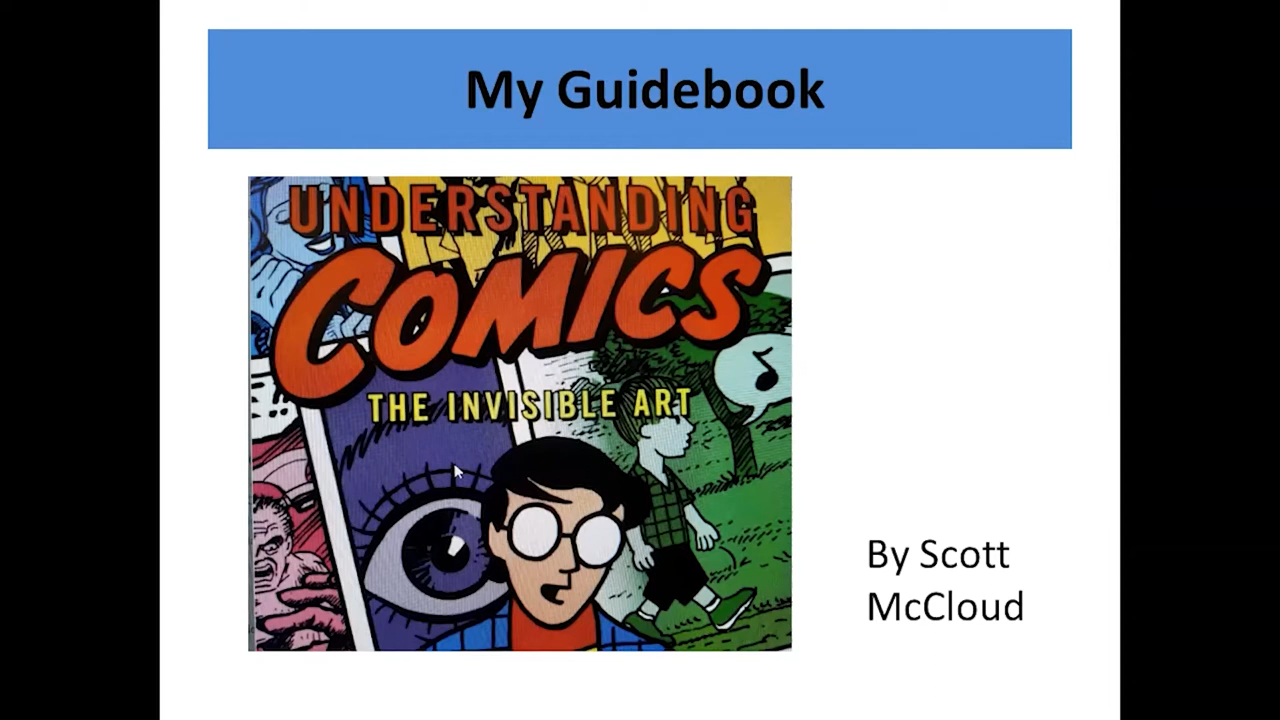 My Guidebook
UNDERSTANDING
COMICS
THE INVISIBLE ART
By Scott
McCloud